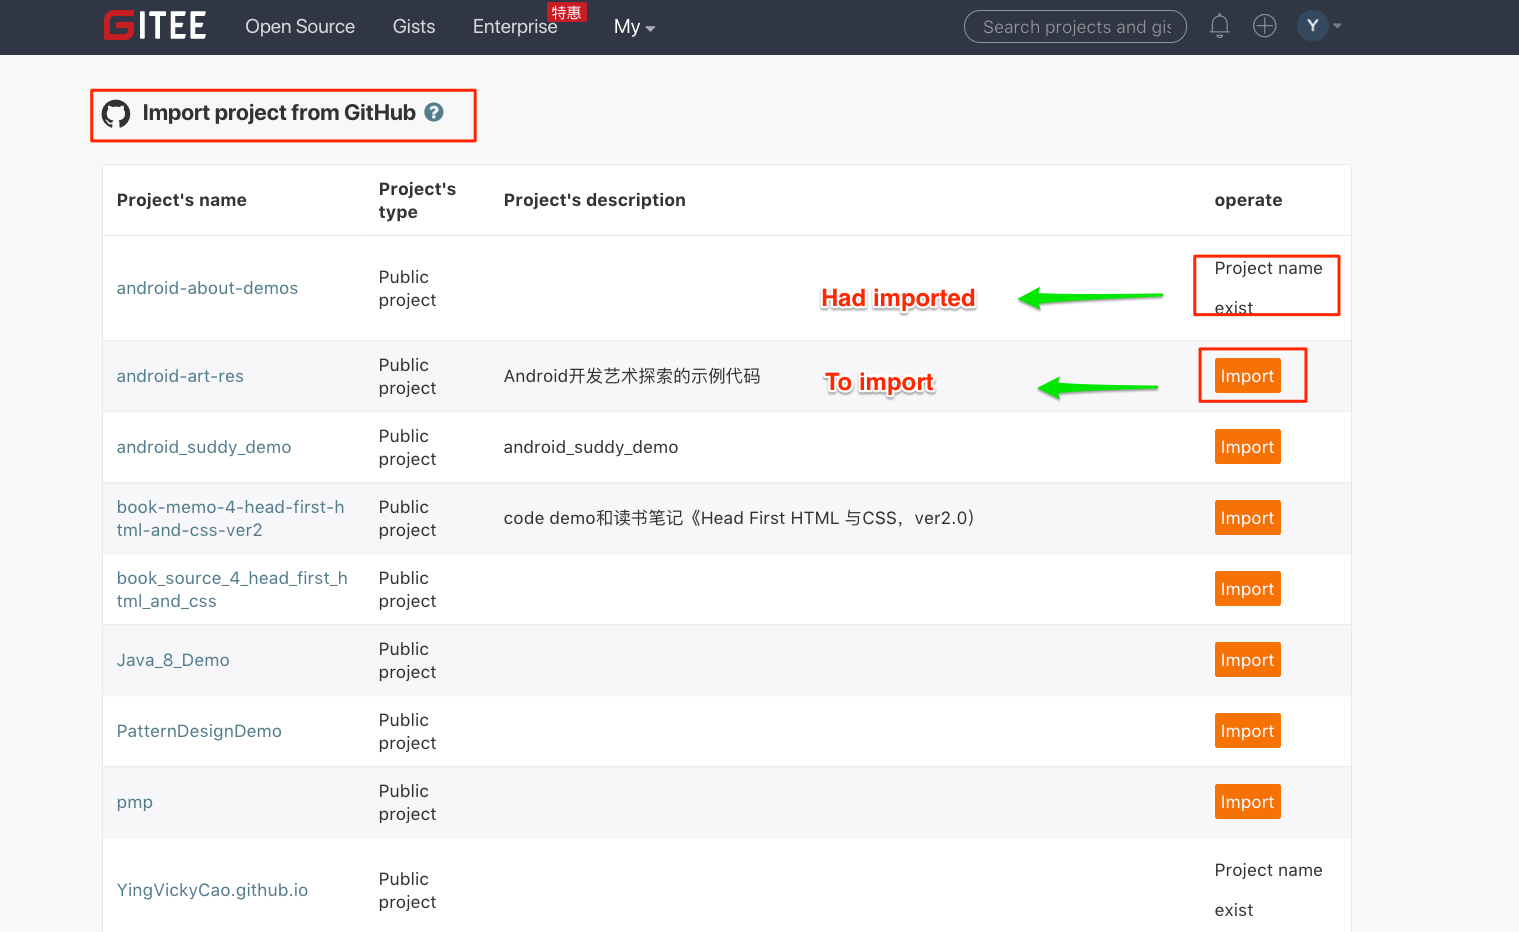 GITEE
Open Source
Gists
Enterprise
特惠
My
Search projects and gis
Y
Import project from GitHub ?
Project's name
Project's
type
Project's description
operate
android-about-demos
Public
project
Had imported
Project name
exist
android-art-res
Public
project
Android开发艺术探索的示例代码
To import
Import
android_suddy_demo
Public
project
android_suddy_demo
Import
book-memo-4-head-first-h
tml-and-css-ver2
Public
project
code demo和读书笔记《Head First HTML 与CSS，ver2.0）
Import
book_source_4_head_first_h
tml_and_css
Public
project
Import
Java_8_Demo
Public
project
Import
PatternDesignDemo
Public
project
Import
pmp
Public
project
Import
YingVickyCao.github.io
Public
project
Project name
exist